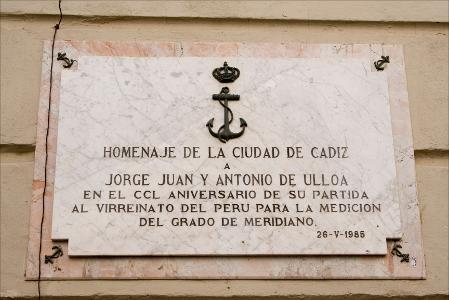 HOMENAJE DE LA CIUDAD DE CADIZ
A
JORGE JUAN Y ANTONIO DE ULLOA
EN EL CCL ANIVERSARIO DE SU PARTIDA
AL VIRREINATO DEL PERU PARA LA MEDICION
DEL GRADO DE MERIDIANO.
26-V-1985